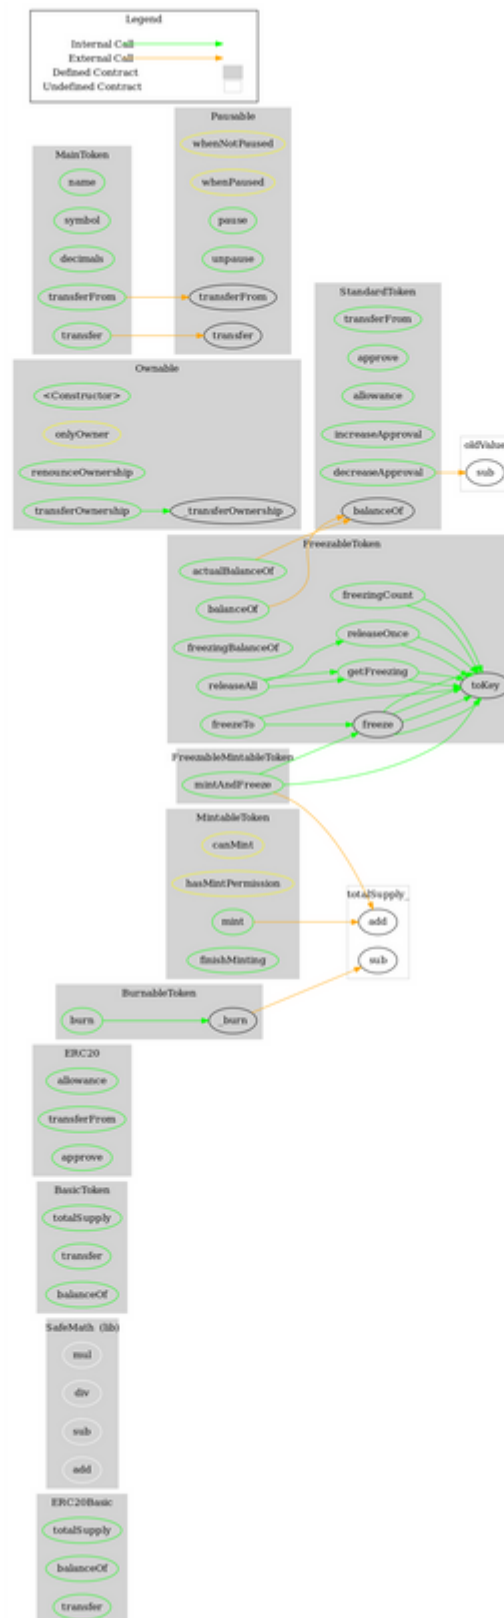 Legend
Internal Call
External Call
Defined Contract
Undefined Contract
Pausable
whenNotPaused
whenPaused
pause
unpause
transferFrom
transfer
MainToken
name
symbol
decimals
transferFrom
transfer
StandardToken
transferFrom
approve
allowance
increaseApproval
decreaseApproval
balanceOf
oldValue
sub
Ownable
<Constructor>
onlyOwner
renounceOwnership
transferOwnership
_transferOwnership
FreezableToken
actualBalanceOf
balanceOf
freezingBalanceOf
releaseAll
freezeTo
freezingCount
releaseOnce
getFreezing
freeze
toKey
FreezableMintableToken
mintAndFreeze
MintableToken
canMint
hasMintPermission
mint
finishMinting
totalSupply_
add
sub
BurnableToken
burn
_burn
ERC20
allowance
transferFrom
approve
BasicToken
totalSupply
transfer
balanceOf
SafeMath (lib)
mul
div
sub
add
ERC20Basic
totalSupply
balanceOf
transfer